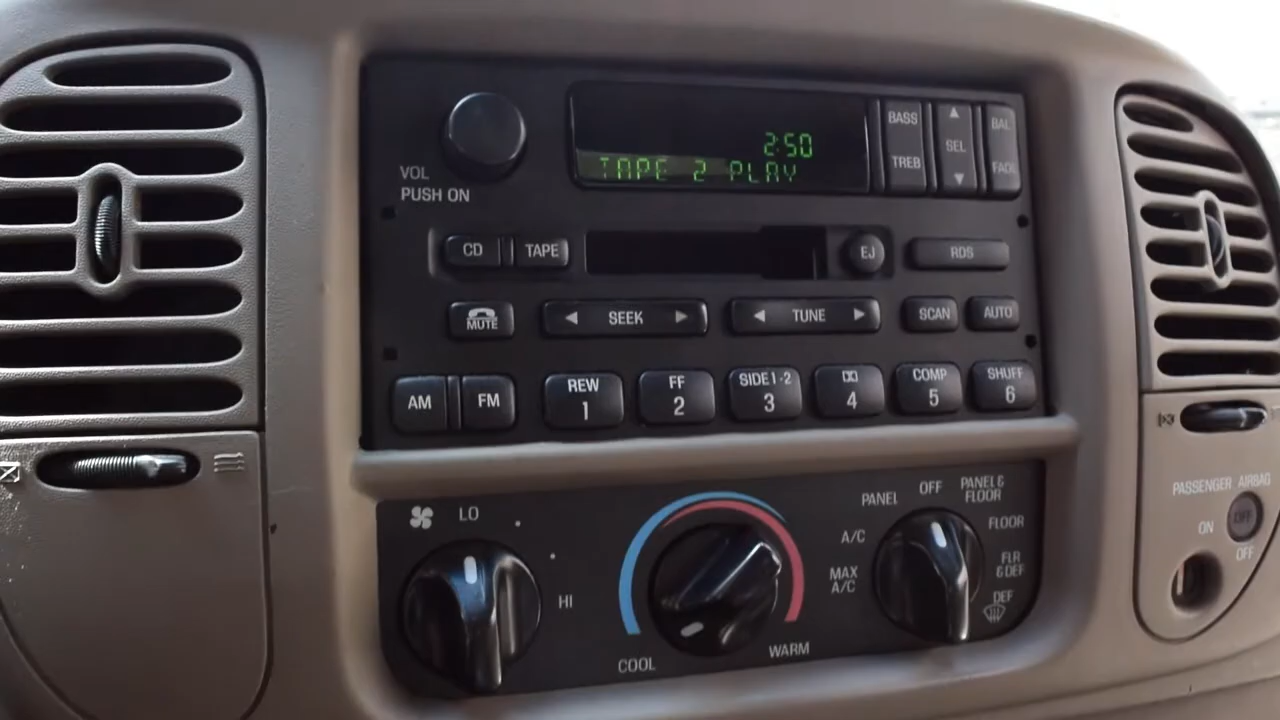 2:50
TAPE 2 PLAY
BASS
TREB
SEL
BAL
FADE
VOL
PUSH ON
CD
TAPE
EJ
RDS
MUTE
SEEK
TUNE
SCAN
AUTO
AM
FM
REW
1
FF
2
SIDE 1-2
3
4
COMP
5
SHUFF
6
LO
HI
COOL
WARM
MAX
A/C
A/C
PANEL
OFF
PANEL &
FLOOR
FLOOR
FLR
& DEF
DEF
PASSENGER AIRBAG
OFF
ON
OFF